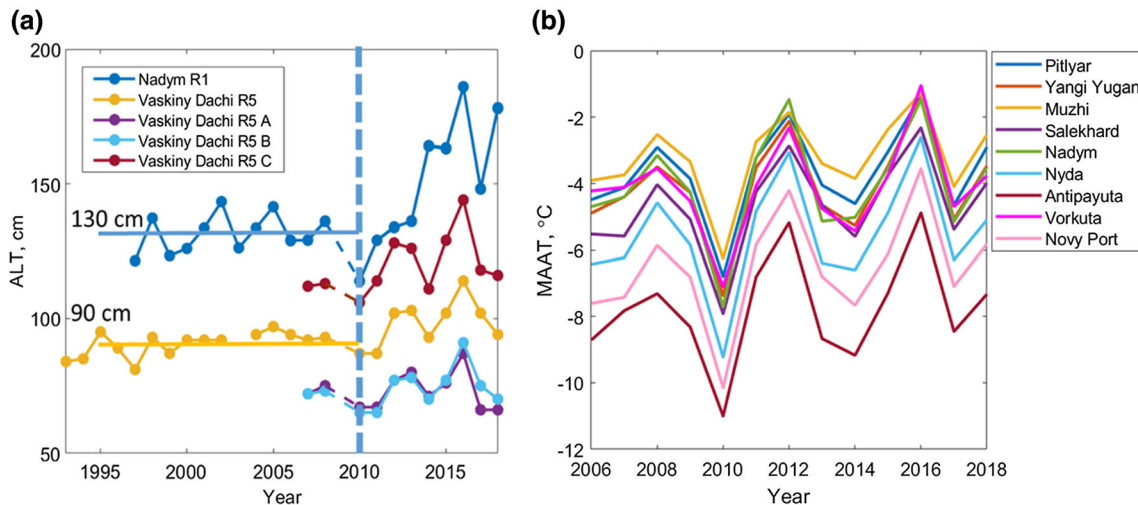 (a)
200
150
100
50
ALT, cm
Nadym R1
Vaskiny Dachi R5
Vaskiny Dachi R5 A
Vaskiny Dachi R5 B
Vaskiny Dachi R5 C
130 cm
90 cm
1995 2000 2005 2010 2015
Year
(b)
0
-2
-4
-6
-8
-10
-12
MAAT, °C
2006 2008 2010 2012 2014 2016 2018
Year
Pitlyar
Yangi Yugan
Muzhi
Salekhard
Nadym
Nyda
Antipayuta
Vorkuta
Novy Port